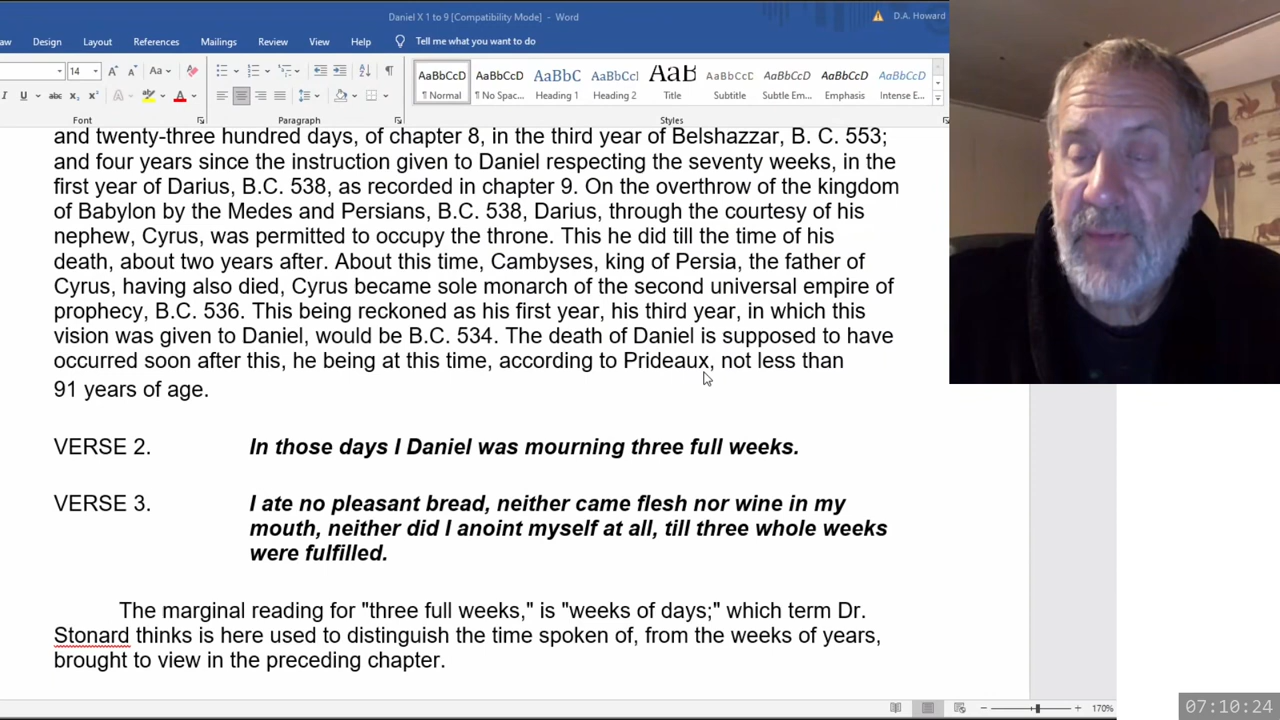 Daniel X 1 to 9 [Compatibility Mode] - Word
D.A. Howard
aw Design Layout References Mailings Review View Help Tell me what you want to do
14 Aa
AaBbCcD AaBbCcD AaBbC AaBbCcl AaB AaBbCcD AaBbCcD AaBbCcD AaBbCcD
¶ Normal ¶ No Spac... Heading 1 Heading 2 Title Subtitle Subtle Em... Emphasis Intense E...
I U abc x₂ x² A ab A
Font Paragraph Styles
and twenty-three hundred days, of chapter 8, in the third year of Belshazzar, B. C. 553;
and four years since the instruction given to Daniel respecting the seventy weeks, in the
first year of Darius, B.C. 538, as recorded in chapter 9. On the overthrow of the kingdom
of Babylon by the Medes and Persians, B.C. 538, Darius, through the courtesy of his
nephew, Cyrus, was permitted to occupy the throne. This he did till the time of his
death, about two years after. About this time, Cambyses, king of Persia, the father of
Cyrus, having also died, Cyrus became sole monarch of the second universal empire of
prophecy, B.C. 536. This being reckoned as his first year, his third year, in which this
vision was given to Daniel, would be B.C. 534. The death of Daniel is supposed to have
occurred soon after this, he being at this time, according to Prideaux, not less than
91 years of age.
VERSE 2. In those days I Daniel was mourning three full weeks.
VERSE 3. I ate no pleasant bread, neither came flesh nor wine in my
mouth, neither did I anoint myself at all, till three whole weeks
were fulfilled.
The marginal reading for "three full weeks," is "weeks of days;" which term Dr.
Stonard thinks is here used to distinguish the time spoken of, from the weeks of years,
brought to view in the preceding chapter.
170%
07:10:24